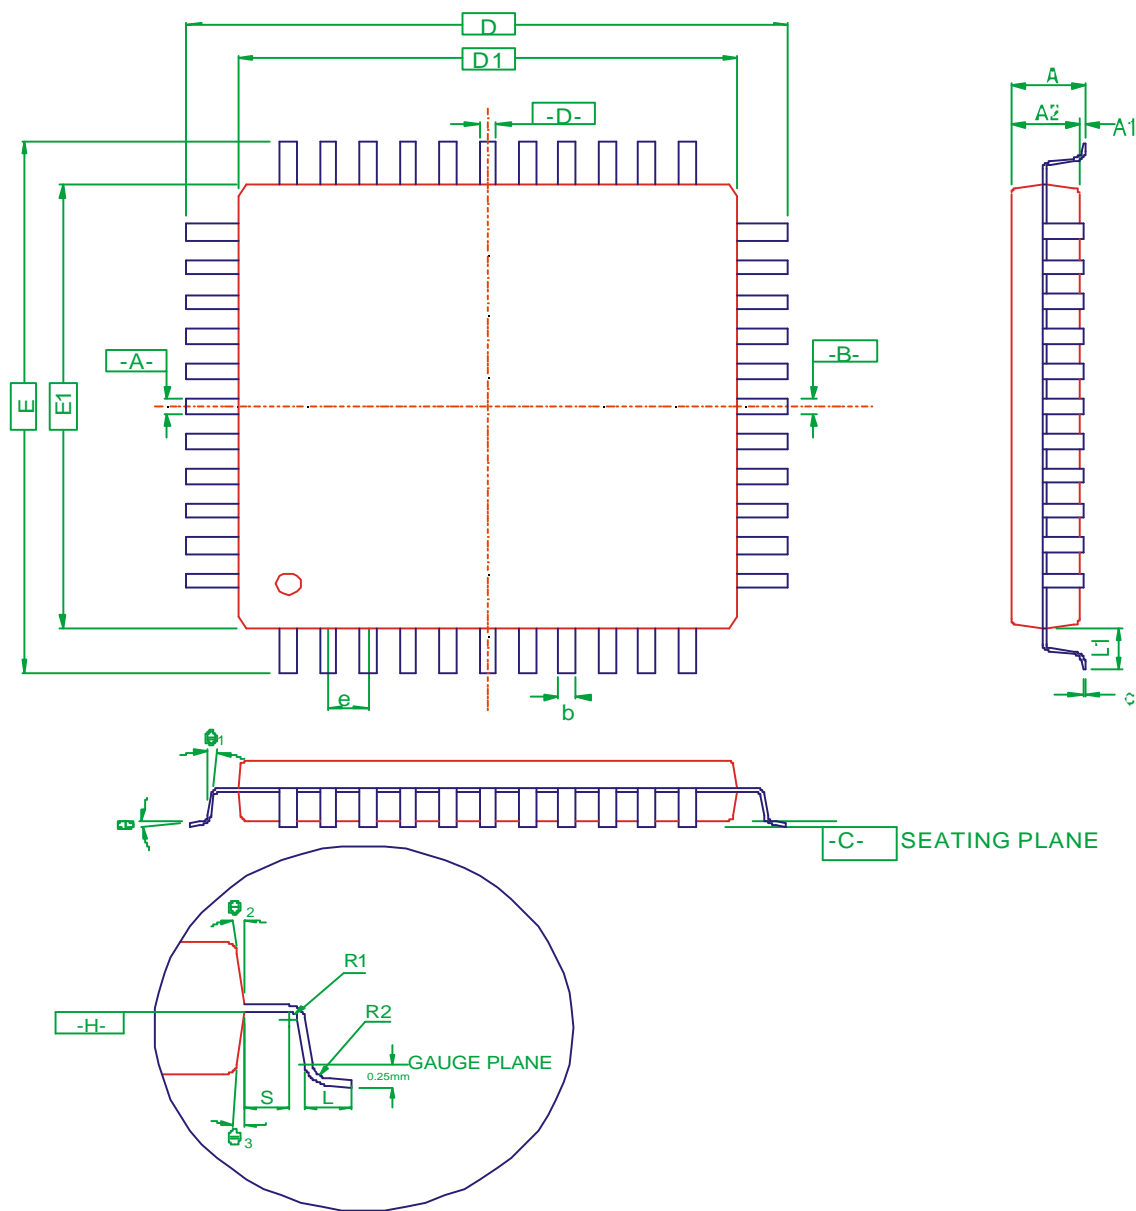 D
D1
-D-
A
A2
A1
-A-
-B-
E
E1
L1
e
b
c
θ1
θ
-C-
SEATING PLANE
θ2
R1
-H-
R2
GAUGE PLANE
0.25mm
S
L
θ3